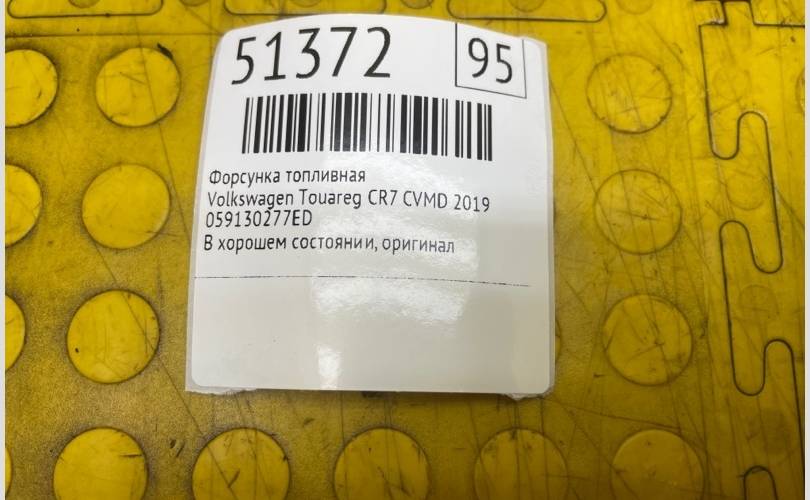 51372
95
Форсунка топливная
Volkswagen Touareg CR7 CVMD 2019
059130277ED
В хорошем состоянии, оригинал